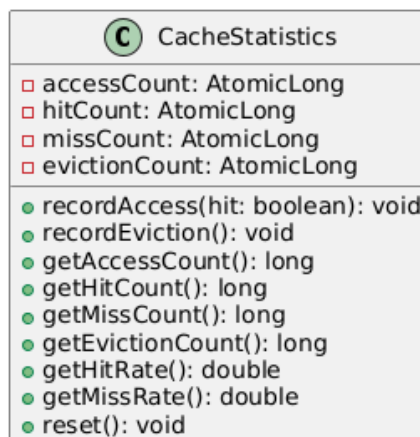 C CacheStatistics
accessCount: AtomicLong
hitCount: AtomicLong
missCount: AtomicLong
evictionCount: AtomicLong
recordAccess(hit: boolean): void
recordEviction(): void
getAccessCount(): long
getHitCount(): long
getMissCount(): long
getEvictionCount(): long
getHitRate(): double
getMissRate(): double
reset(): void